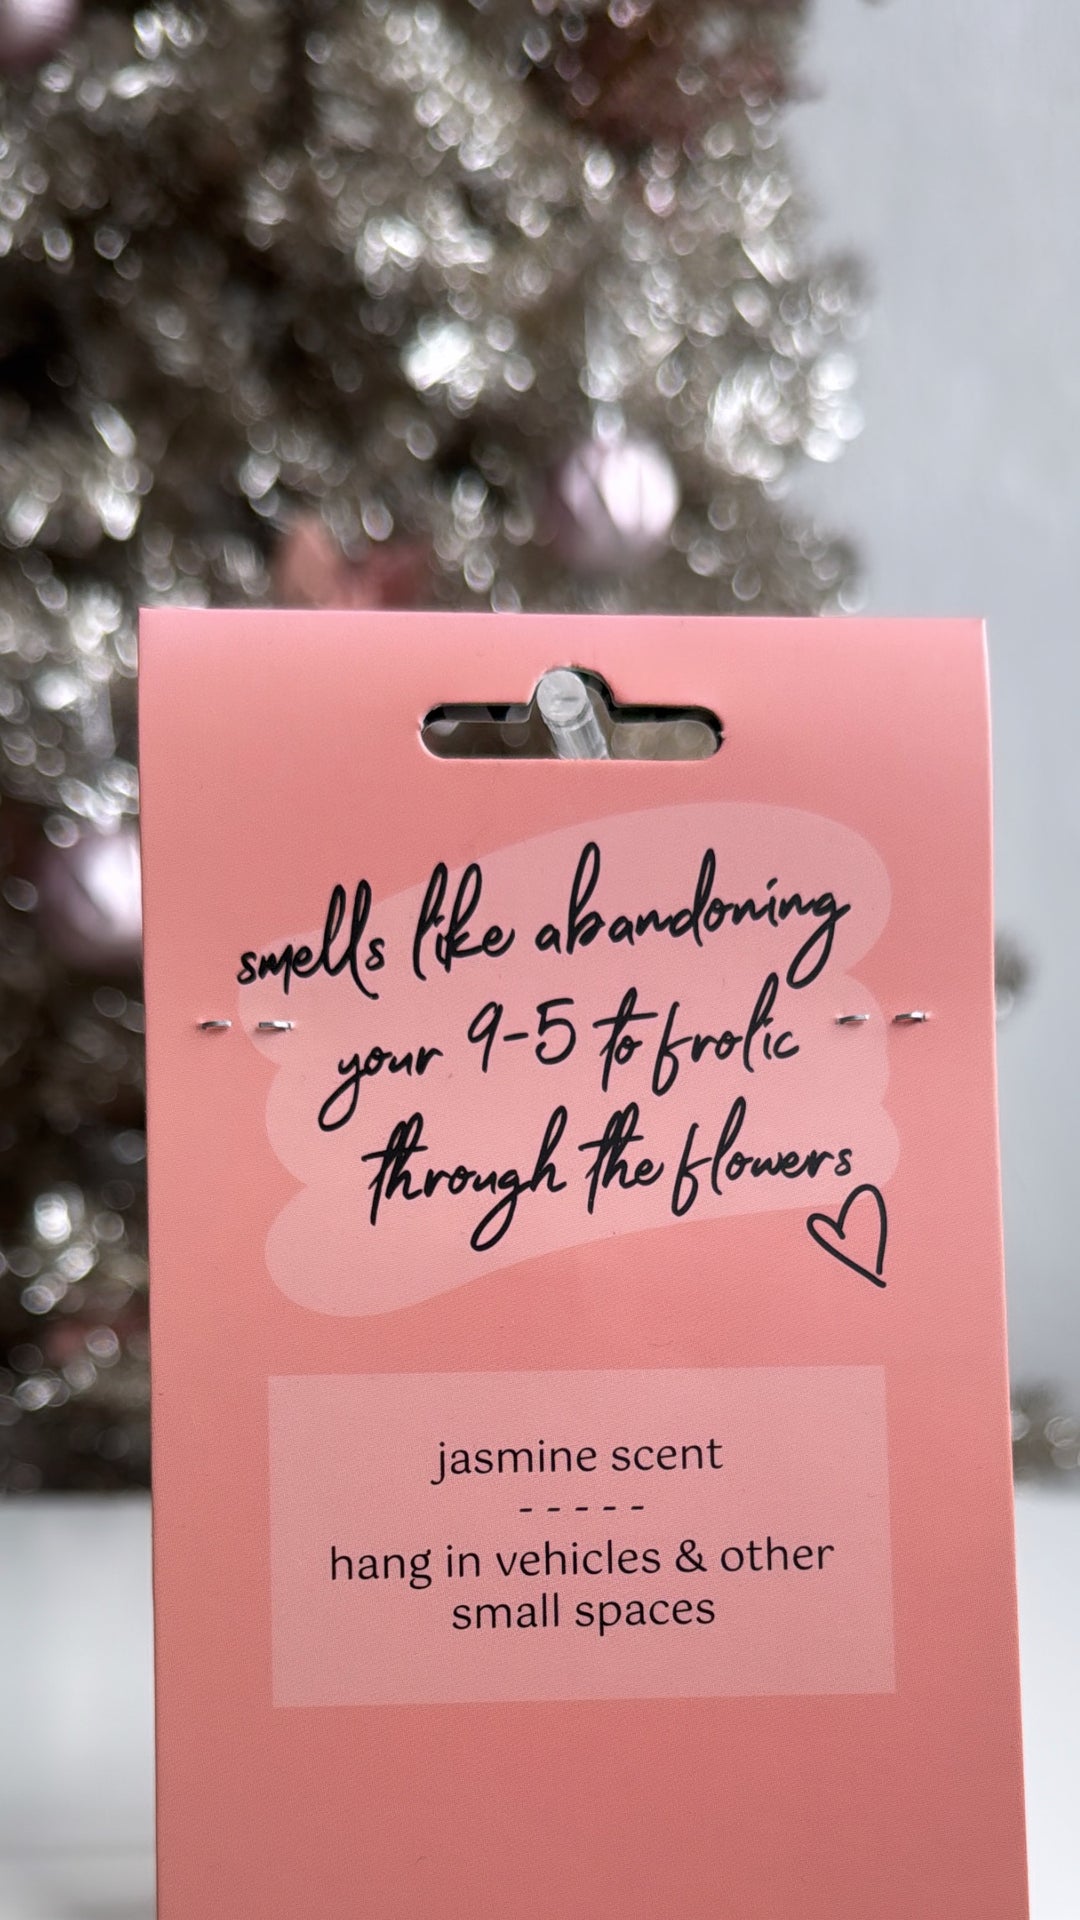 smells like abandoning
your 9-5 to frolic
through the flowers
jasmine scent
- - - - -
hang in vehicles & other
small spaces